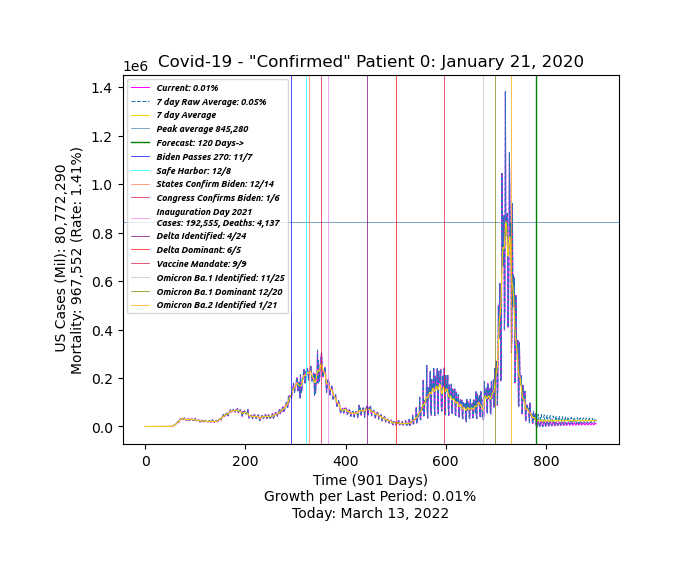 Covid-19 - "Confirmed" Patient 0: January 21, 2020
1e6
1.4
1.2
1.0
0.8
0.6
0.4
0.2
0.0
US Cases (Mil): 80,772,290
Mortality: 967,552 (Rate: 1.41%)
Current: 0.01%
7 day Raw Average: 0.05%
7 day Average
Peak average 845,280
Forecast: 120 Days->
Biden Passes 270: 11/7
Safe Harbor: 12/8
States Confirm Biden: 12/14
Congress Confirms Biden: 1/6
Inauguration Day 2021
Cases: 192,555, Deaths: 4,137
Delta Identified: 4/24
Delta Dominant: 6/5
Vaccine Mandate: 9/9
Omicron Ba.1 Identified: 11/25
Omicron Ba.1 Dominant 12/20
Omicron Ba.2 Identified 1/21
0 200 400 600 800
Time (901 Days)
Growth per Last Period: 0.01%
Today: March 13, 2022